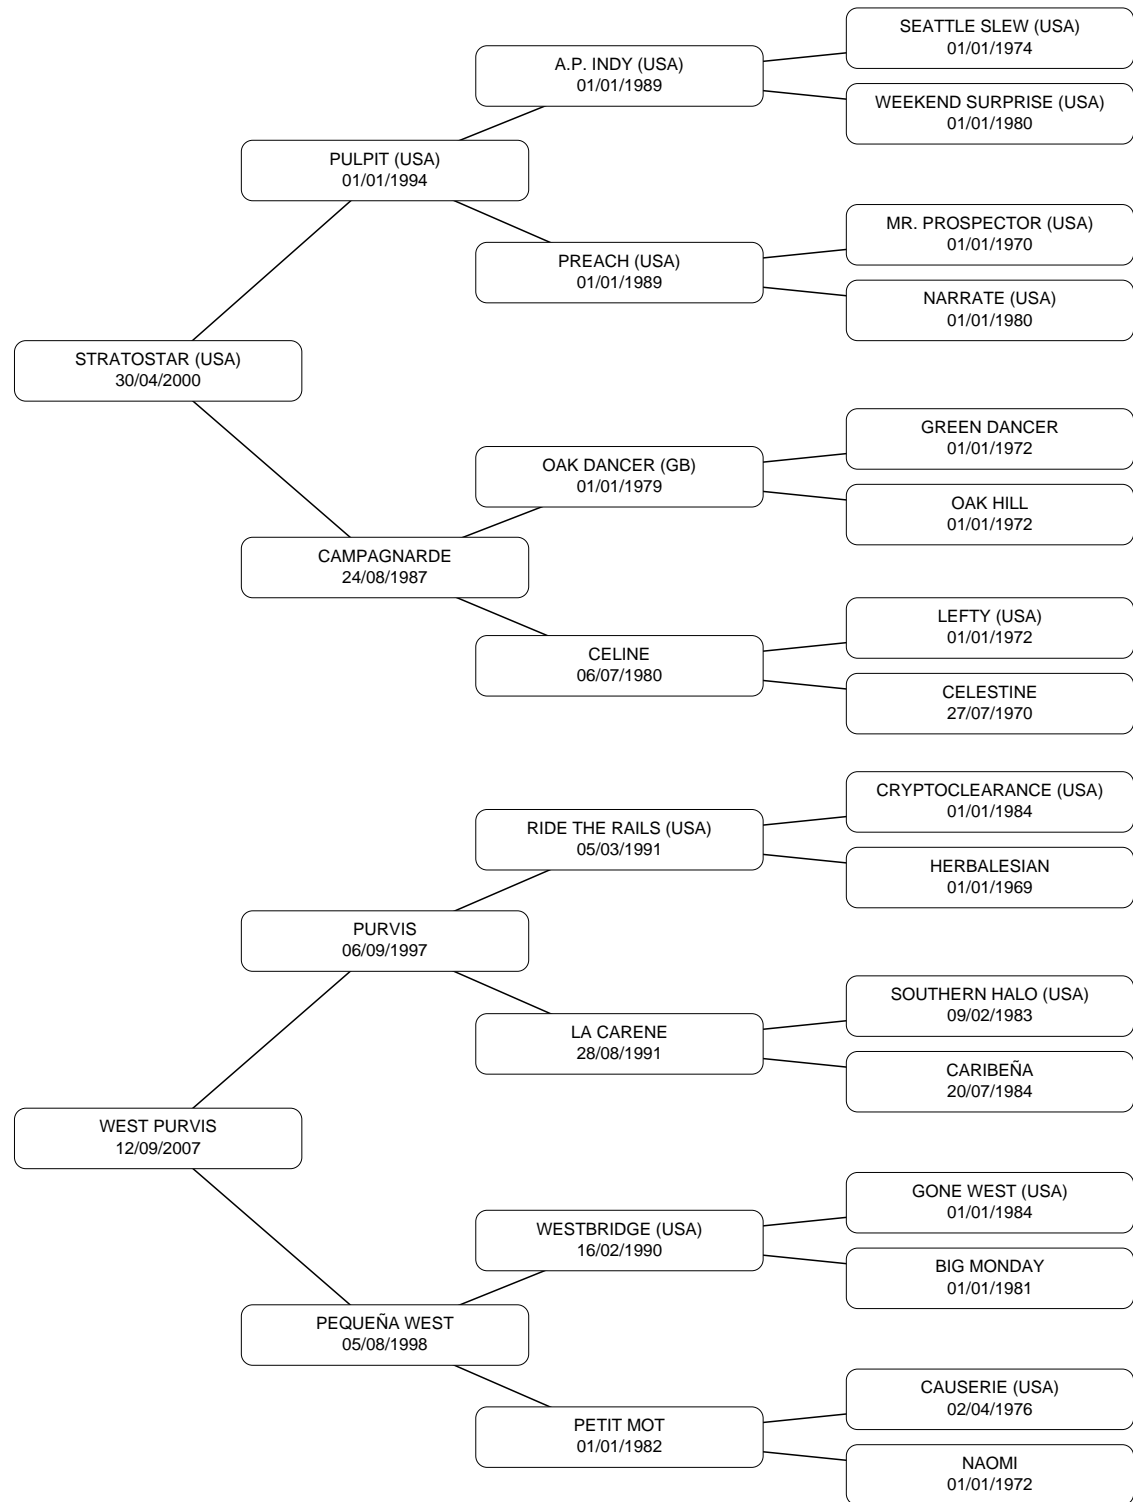 SEATTLE SLEW (USA)
01/01/1974
A.P. INDY (USA)
01/01/1989
WEEKEND SURPRISE (USA)
01/01/1980
PULPIT (USA)
01/01/1994
MR. PROSPECTOR (USA)
01/01/1970
PREACH (USA)
01/01/1989
NARRATE (USA)
01/01/1980
STRATOSTAR (USA)
30/04/2000
GREEN DANCER
01/01/1972
OAK DANCER (GB)
01/01/1979
OAK HILL
01/01/1972
CAMPAGNARDE
24/08/1987
LEFTY (USA)
01/01/1972
CELINE
06/07/1980
CELESTINE
27/07/1970
CRYPTOCLEARANCE (USA)
01/01/1984
RIDE THE RAILS (USA)
05/03/1991
HERBALESIAN
01/01/1969
PURVIS
06/09/1997
SOUTHERN HALO (USA)
09/02/1983
LA CARENE
28/08/1991
CARIBEÑA
20/07/1984
WEST PURVIS
12/09/2007
GONE WEST (USA)
01/01/1984
WESTBRIDGE (USA)
16/02/1990
BIG MONDAY
01/01/1981
PEQUEÑA WEST
05/08/1998
CAUSERIE (USA)
02/04/1976
PETIT MOT
01/01/1982
NAOMI
01/01/1972